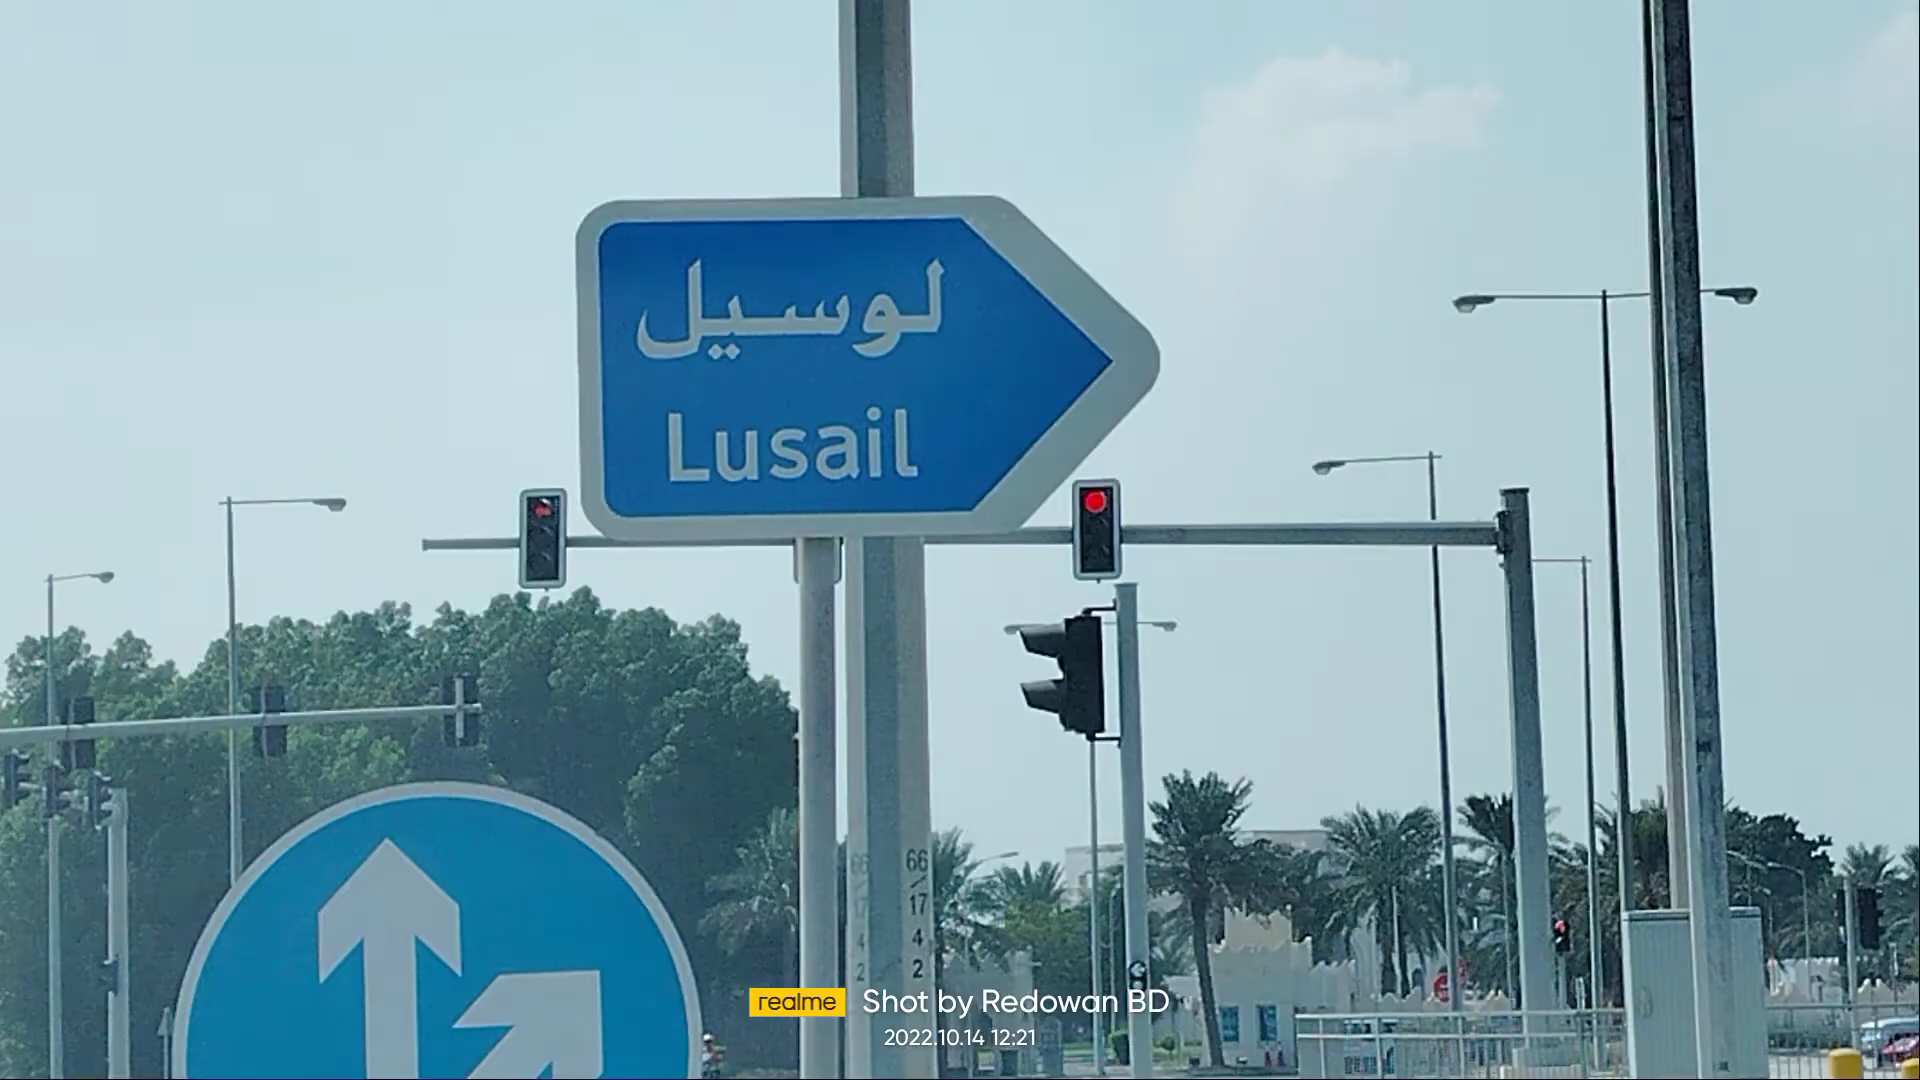 لوسيل
Lusail
66
17
4
2
realme Shot by Redowan BD
2022.10.14 12:21